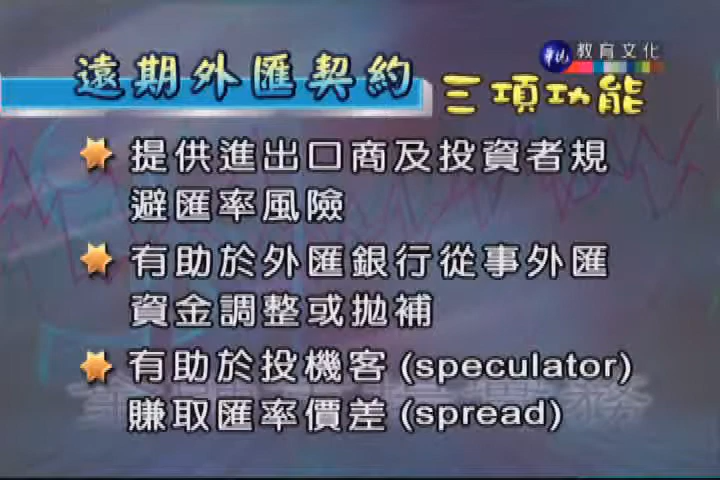 華視 教育文化
遠期外匯契約 三項功能
提供進出口商及投資者規
避匯率風險
有助於外匯銀行從事外匯
資金調整或拋補
有助於投機客(speculator)
賺取匯率價差(spread)